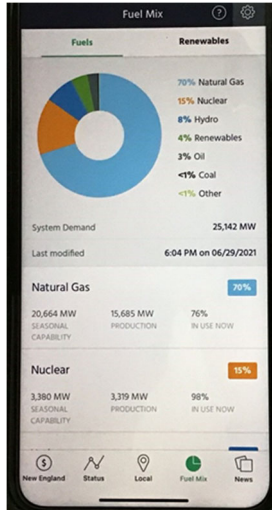 Fuel Mix ?
Fuels Renewables
70% Natural Gas
15% Nuclear
8% Hydro
4% Renewables
3% Oil
<1% Coal
<1% Other
System Demand 25,142 MW
Last modified 6:04 PM on 06/29/2021
Natural Gas 70%
20,664 MW 15,685 MW 76%
SEASONAL PRODUCTION IN USE NOW
CAPABILITY
Nuclear 15%
3,380 MW 3,319 MW 98%
SEASONAL PRODUCTION IN USE NOW
CAPABILITY
$
New England Status Local Fuel Mix News